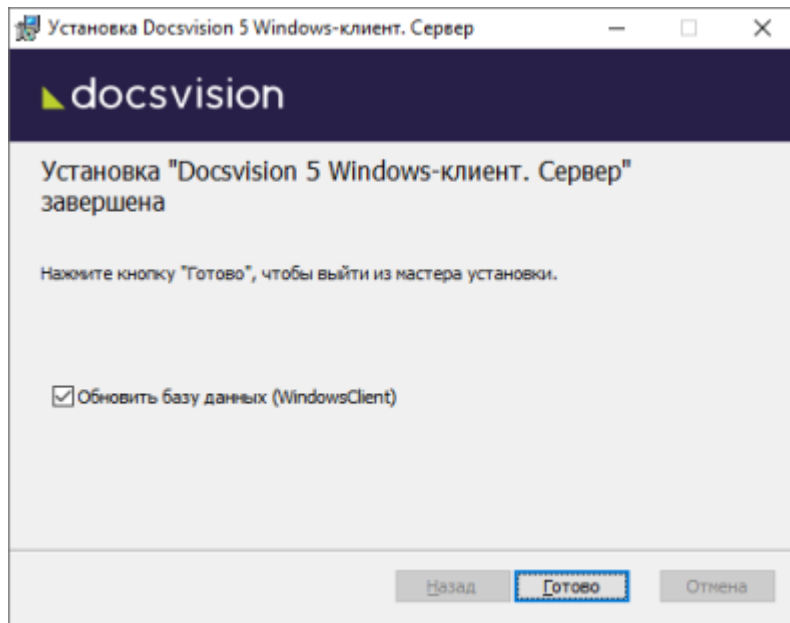 Установка Docsvision 5 Windows-клиент. Сервер
docsvision
Установка "Docsvision 5 Windows-клиент. Сервер"
завершена
Нажмите кнопку "Готово", чтобы выйти из мастера установки.
Обновить базу данных (WindowsClient)
Назад Готово Отмена